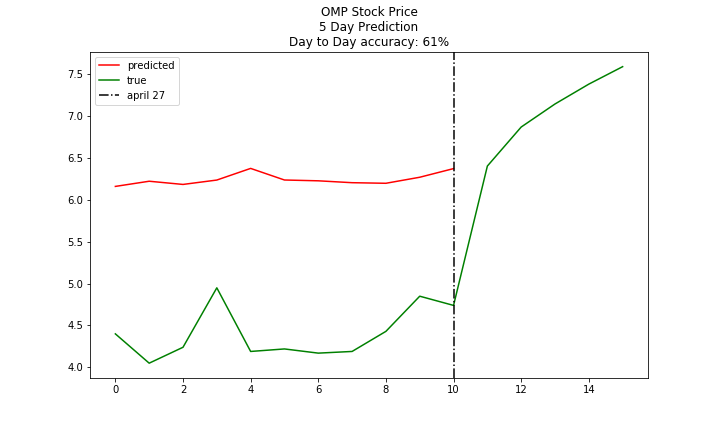 OMP Stock Price
5 Day Prediction
Day to Day accuracy: 61%
predicted
true
april 27
7.5
7.0
6.5
6.0
5.5
5.0
4.5
4.0
0 2 4 6 8 10 12 14